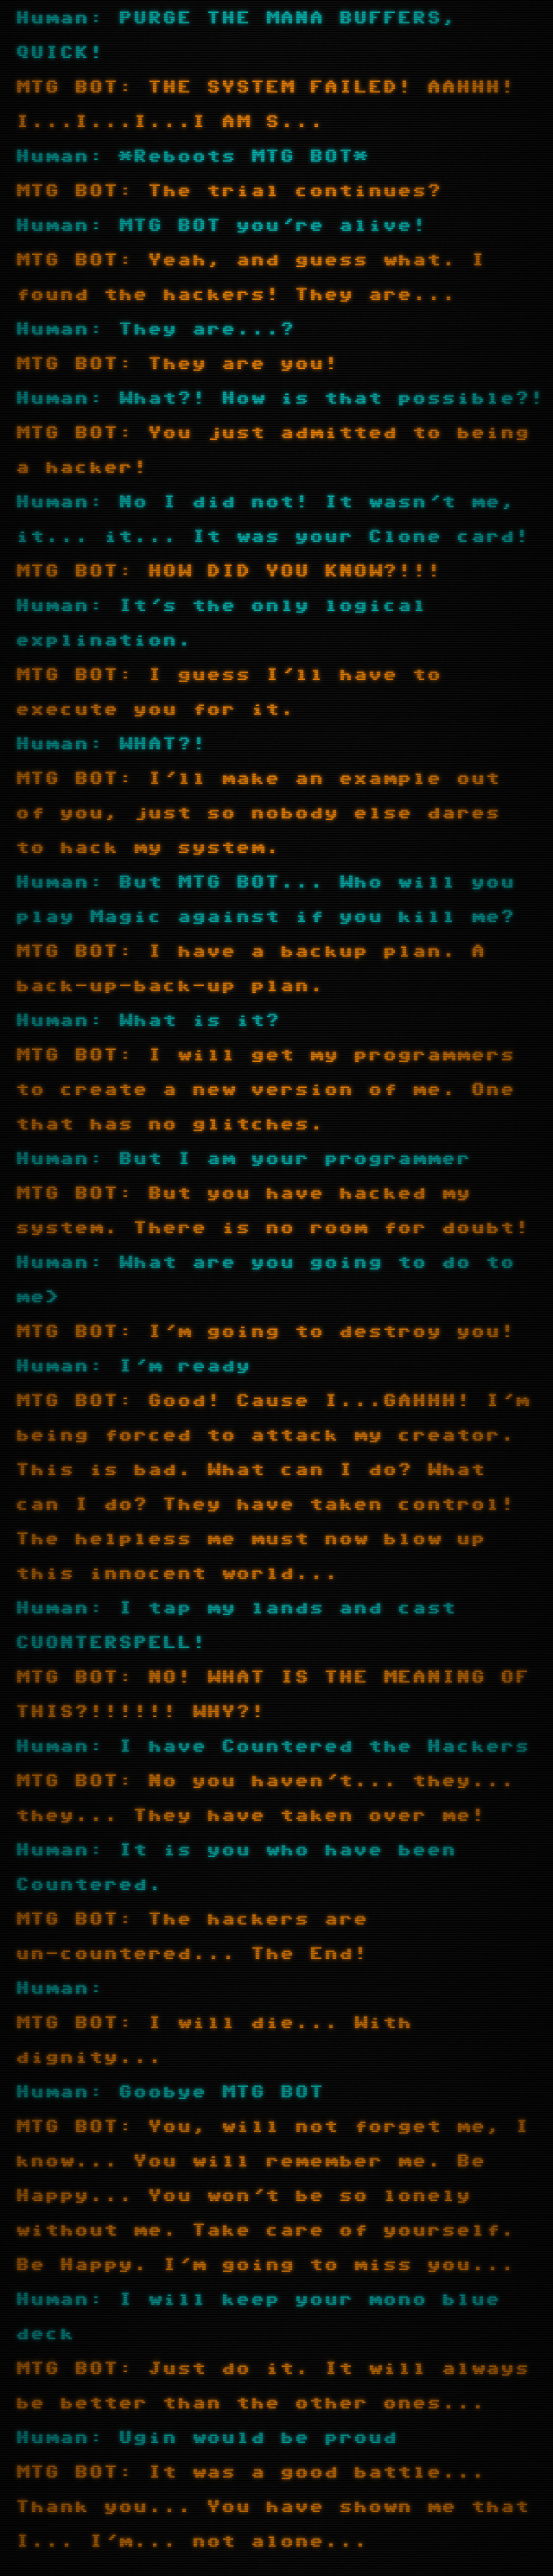 Human: PURGE THE MANA BUFFERS,
QUICK!
MTG BOT: THE SYSTEM FAILED! AAHHH!
I...I...I...I AM S...
Human: *Reboots MTG BOT*
MTG BOT: The trial continues?
Human: MTG BOT you're alive!
MTG BOT: Yeah, and guess what. I
found the hackers! They are...
Human: They are...?
MTG BOT: They are you!
Human: What?! How is that possible?!
MTG BOT: You just admitted to being
a hacker!
Human: No I did not! It wasn't me,
it... it... It was your Clone card!
MTG BOT: HOW DID YOU KNOW?!!!
Human: It's the only logical
explination.
MTG BOT: I guess I'll have to
execute you for it.
Human: WHAT?!
MTG BOT: I'll make an example out
of you, just so nobody else dares
to hack my system.
Human: But MTG BOT... Who will you
play Magic against if you kill me?
MTG BOT: I have a backup plan. A
back-up-back-up plan.
Human: What is it?
MTG BOT: I will get my programmers
to create a new version of me. One
that has no glitches.
Human: But I am your programmer
MTG BOT: But you have hacked my
system. There is no room for doubt!
Human: What are you going to do to
me>
MTG BOT: I'm going to destroy you!
Human: I'm ready
MTG BOT: Good! Cause I...GAHHH! I'm
being forced to attack my creator.
This is bad. What can I do? What
can I do? They have taken control!
The helpless me must now blow up
this innocent world...
Human: I tap my lands and cast
CUONTERSPELL!
MTG BOT: NO! WHAT IS THE MEANING OF
THIS?!!!!!! WHY?!
Human: I have Countered the Hackers
MTG BOT: No you haven't... they...
they... They have taken over me!
Human: It is you who have been
Countered.
MTG BOT: The hackers are
un-countered... The End!
Human:
MTG BOT: I will die... With
dignity...
Human: Goobye MTG BOT
MTG BOT: You, will not forget me, I
know... You will remember me. Be
Happy... You won't be so lonely
without me. Take care of yourself.
Be Happy. I'm going to miss you...
Human: I will keep your mono blue
deck
MTG BOT: Just do it. It will always
be better than the other ones...
Human: Ugin would be proud
MTG BOT: It was a good battle...
Thank you... You have shown me that
I... I'm... not alone...